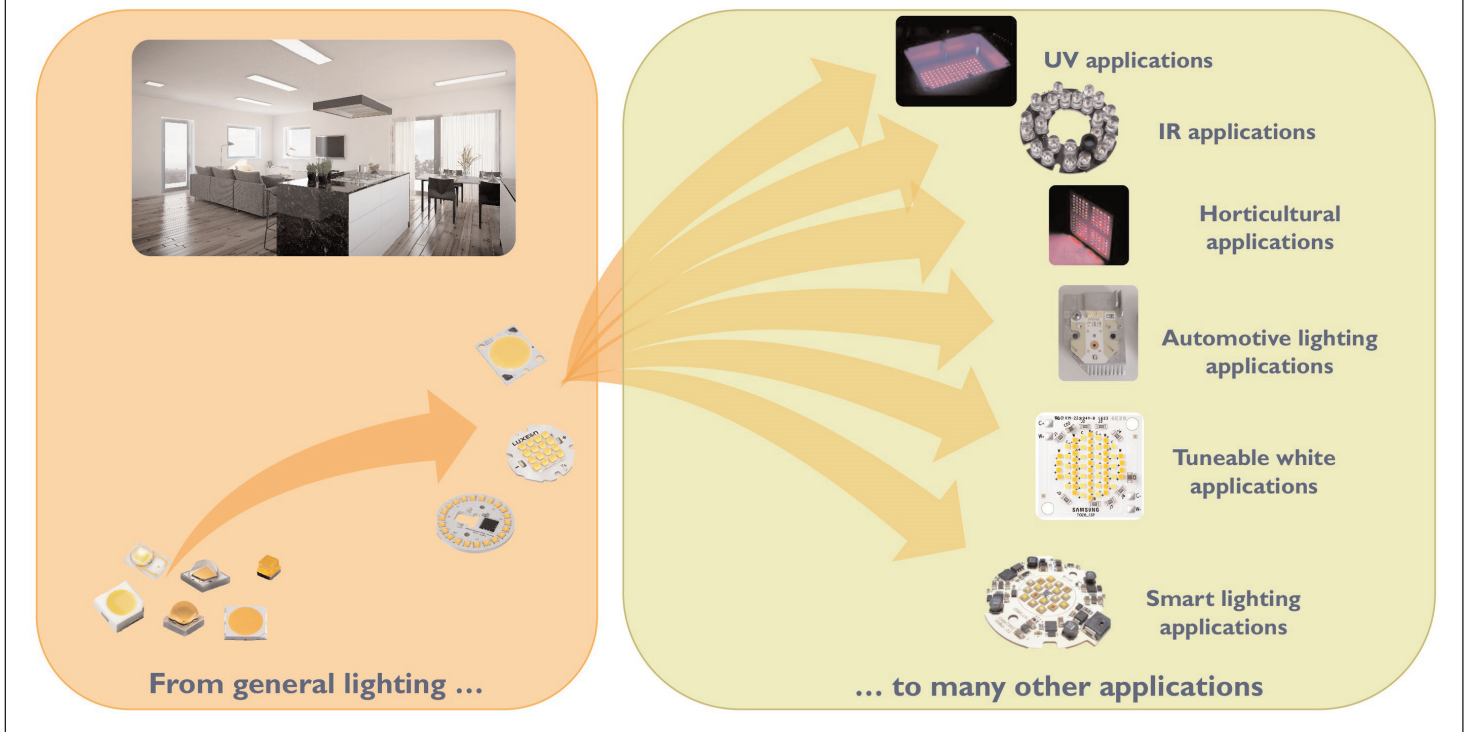 UV applications
IR applications
Horticultural
applications
Automotive lighting
applications
LUXEON
Tuneable white
applications
SAMSUNG
Smart lighting
applications
From general lighting …
… to many other applications